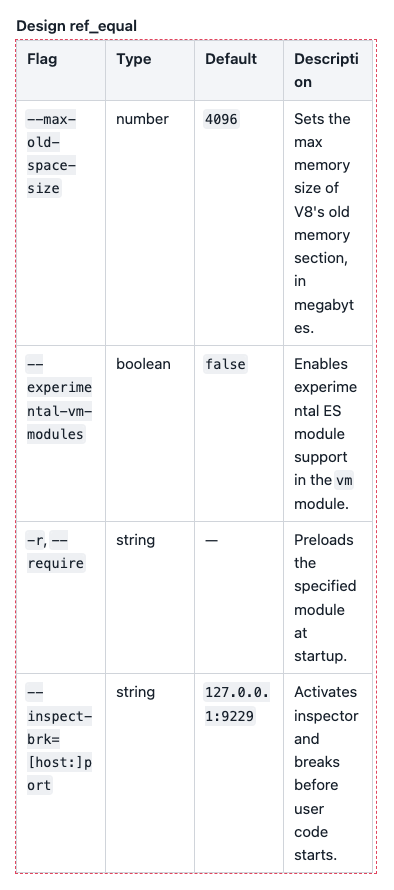 Design ref_equal
Flag Type Default Descripti
on
--max- number 4096 Sets the
old- max
space- memory
size size of
V8's old
memory
section,
in
megabyt
es.
-- boolean false Enables
experime experime
ntal-vm- ntal ES
modules module
support
in the vm
module.
-r, -- string — Preloads
require the
specified
module
at
startup.
-- string 127.0.0. Activates
inspect- 1:9229 inspector
brk= and
[host:]p breaks
ort before
user
code
starts.